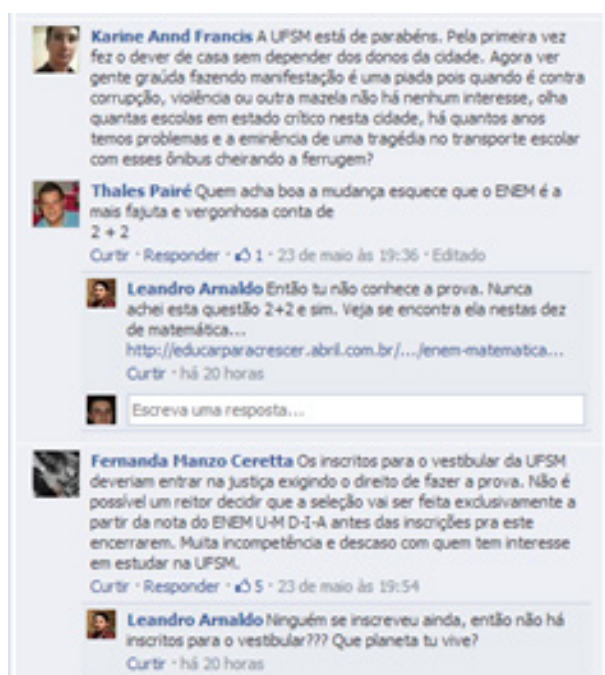 Karine Annd Francis A UFSM está de parabéns. Pela primeira vez
fez o dever de casa sem depender dos donos da cidade. Agora ver
gente graúda fazendo manifestação é uma piada pois quando é contra
corrupção, violência ou outra mazela não há nenhum interesse, olha
quantas escolas em estado crítico nesta cidade, há quantos anos
temos problemas e a eminência de uma tragédia no transporte escolar
com esses ônibus cheirando a ferrugem?
Thales Pairé Quem acha boa a mudança esquece que o ENEM é a
mais fajuta e vergonhosa conta de
2 + 2
Curtir · Responder · 1 · 23 de maio às 19:36 · Editado
Leandro Arnaldo Então tu não conhece a prova. Nunca
achei esta questão 2+2 e sim. Veja se encontra ela nestas dez
de matemática...
http://educarparacrescer.abril.com.br/.../enem-matematica...
Curtir · há 20 horas
Escreva uma resposta...
Fernanda Manzo Ceretta Os inscritos para o vestibular da UFSM
deveriam entrar na justiça exigindo o direito de fazer a prova. Não é
possível um reitor decidir que a seleção vai ser feita exclusivamente a
partir da nota do ENEM U-M D-I-A antes das inscrições pra este
encerrarem. Muita incompetência e descaso com quem tem interesse
em estudar na UFSM.
Curtir · Responder · 5 · 23 de maio às 19:54
Leandro Arnaldo Ninguém se inscreveu ainda, então não há
inscritos para o vestibular??? Que planeta tu vive?
Curtir · há 20 horas